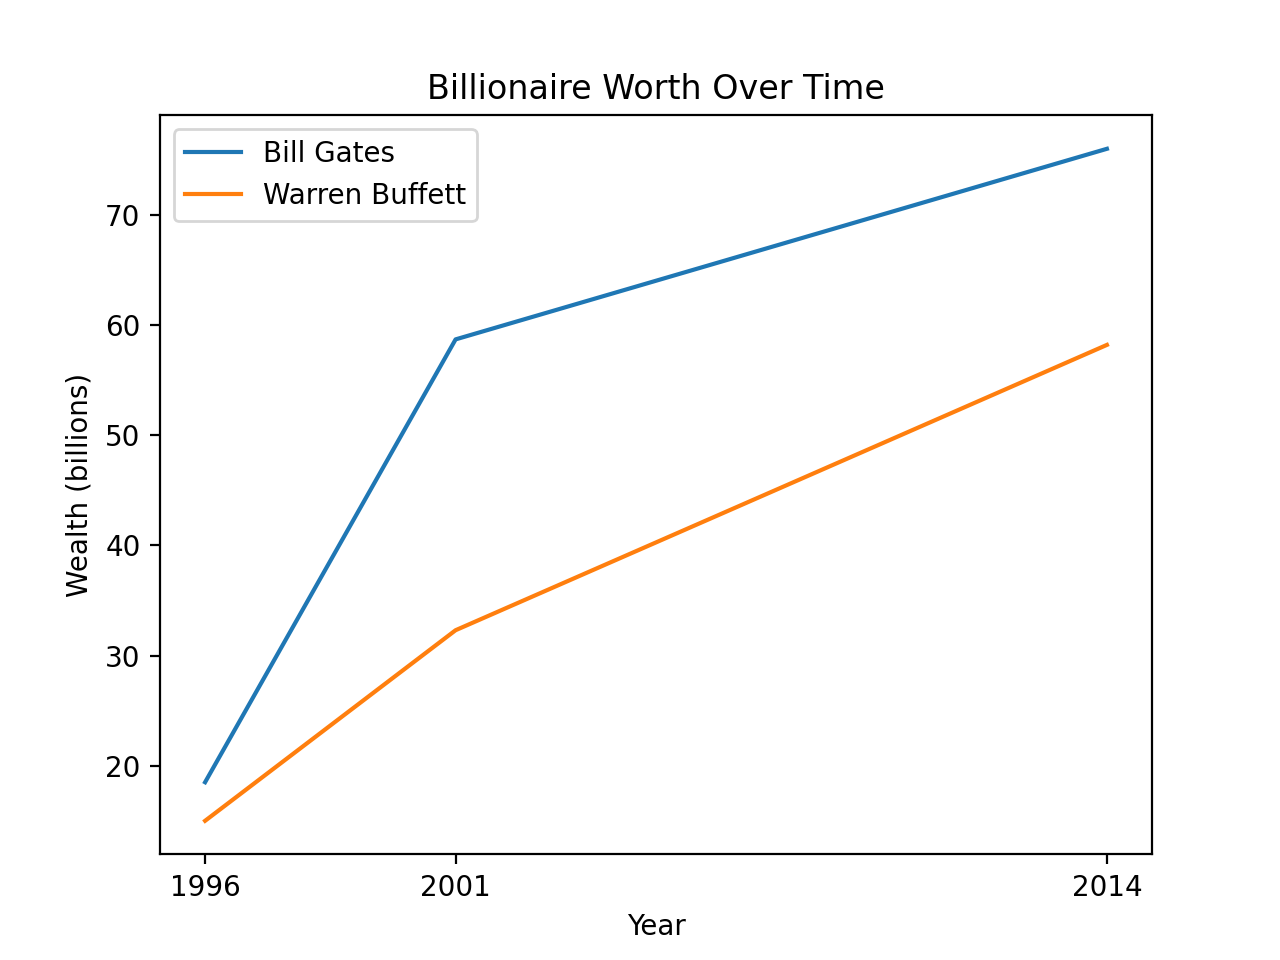 Billionaire Worth Over Time
Bill Gates
Warren Buffett
70
60
50
40
30
20
Wealth (billions)
1996 2001 2014
Year